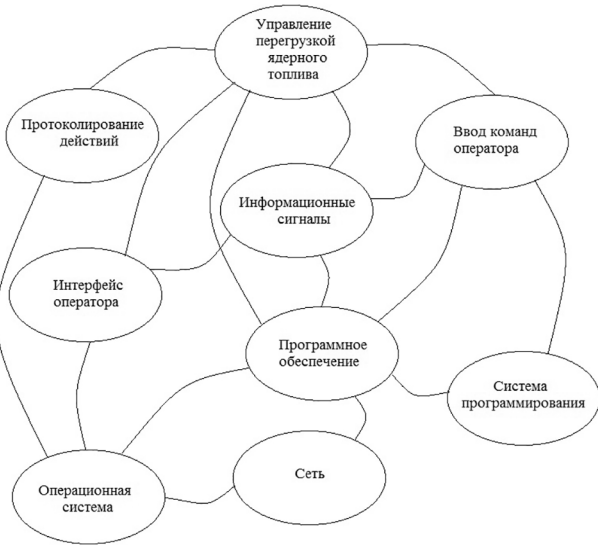 Управление
перегрузкой
ядерного
топлива
Протоколирование
действий
Ввод команд
оператора
Информационные
сигналы
Интерфейс
оператора
Программное
обеспечение
Система
программирования
Операционная
система
Сеть